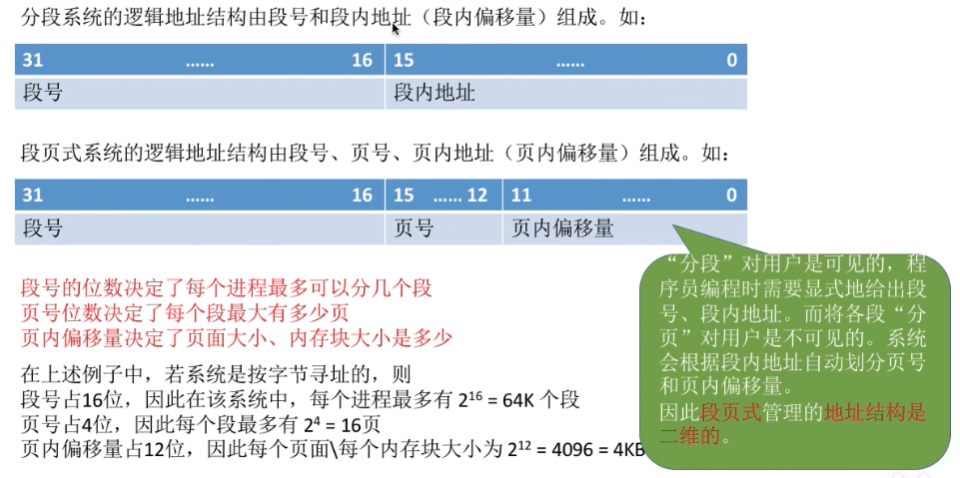 分段系统的逻辑地址结构由段号和段内地址（段内偏移量）组成。如：
31 ...... 16 15 ...... 0
段号 段内地址
段页式系统的逻辑地址结构由段号、页号、页内地址（页内偏移量）组成。如：
31 ...... 16 15 ...... 12 11 ...... 0
段号 页号 页内偏移量
段号的位数决定了每个进程最多可以分几个段
页号位数决定了每个段最大有多少页
页内偏移量决定了页面大小、内存块大小是多少
在上述例子中，若系统是按字节寻址的，则
段号占16位，因此在该系统中，每个进程最多有 2¹⁶ = 64K 个段
页号占4位，因此每个段最多有 2⁴ = 16页
页内偏移量占12位，因此每个页面\每个内存块大小为 2¹² = 4096 = 4KB
“分段”对用户是可见的，程
序员编程时需要显式地给出段
号、段内地址。而将各段“分
页”对用户是不可见的。系统
会根据段内地址自动划分页号
和页内偏移量。
因此段页式管理的地址结构是
二维的。